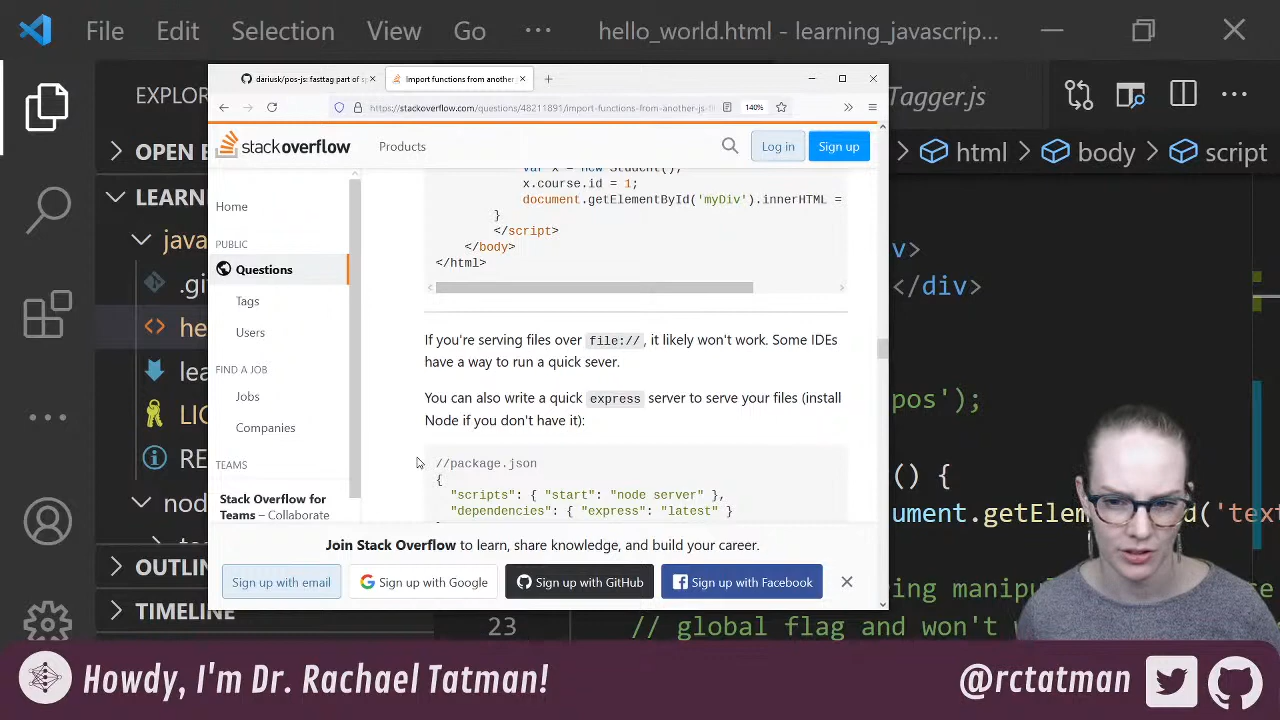 File Edit Selection View Go ··· hello_world.html - learning_javascrip...
EXPLOR
OPEN E
LEARNI
java
.gi
he
lea
LIC
RE
nod
OUTLIN
TIMELINE
Tagger.js
html > body > script
v>
</div>
pos');
() {
ument.getElem
d('text
ing manipu
se
23
// global flag and won't w
dariusk/pos-js: fasttag part of s
Import functions from another
https://stackoverflow.com/questions/48211891/import-functions-from-another-js-fi
140%
stackoverflow
Products
Log in
Sign up
Home
PUBLIC
Questions
Tags
Users
FIND A JOB
Jobs
Companies
TEAMS
Stack Overflow for
Teams – Collaborate
var x = new Student();
x.course.id = 1;
document.getElementById('myDiv').innerHTML =
}
</script>
</body>
</html>
If you're serving files over file://, it likely won't work. Some IDEs
have a way to run a quick sever.
You can also write a quick express server to serve your files (install
Node if you don't have it):
//package.json
{
"scripts": { "start": "node server" },
"dependencies": { "express": "latest" }
Join Stack Overflow to learn, share knowledge, and build your career.
Sign up with email
Sign up with Google
Sign up with GitHub
Sign up with Facebook
Howdy, I'm Dr. Rachael Tatman!
@rctatman